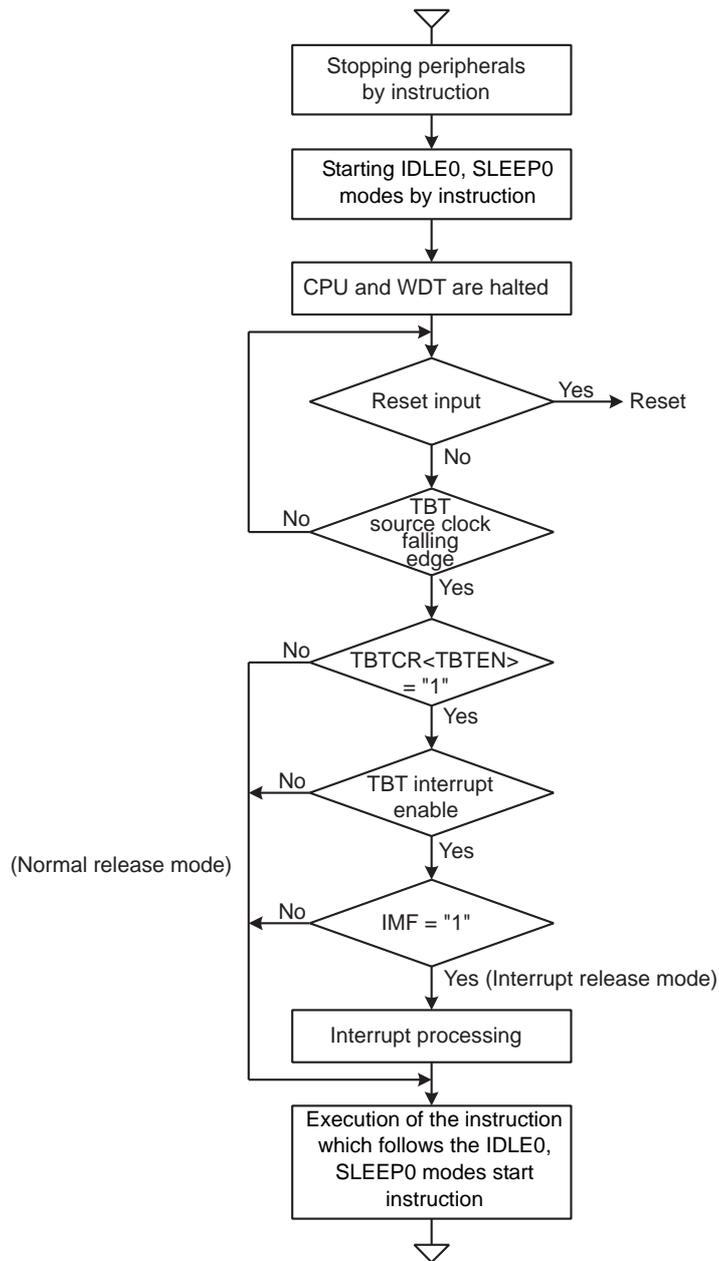 Stopping peripherals
by instruction
Starting IDLE0, SLEEP0
modes by instruction
CPU and WDT are halted
Reset input
Yes
Reset
No
TBT
source clock
falling
edge
No
Yes
TBTCR<TBTEN>
= "1"
No
Yes
TBT interrupt
enable
No
Yes
(Normal release mode)
IMF = "1"
No
Yes (Interrupt release mode)
Interrupt processing
Execution of the instruction
which follows the IDLE0,
SLEEP0 modes start
instruction